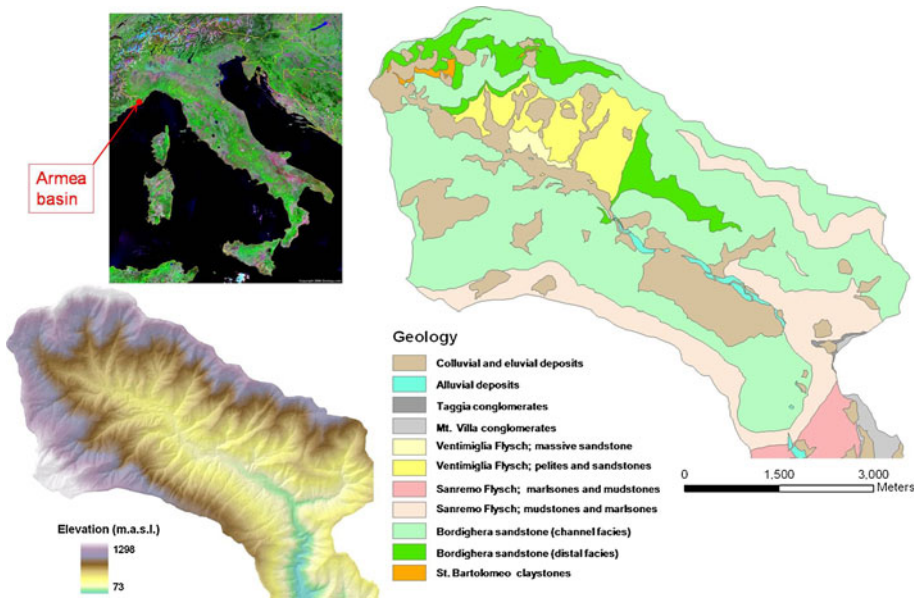 Armea
basin
Geology
Colluvial and eluvial deposits
Alluvial deposits
Taggia conglomerates
Mt. Villa conglomerates
Ventimiglia Flysch; massive sandstone
Ventimiglia Flysch; pelites and sandstones
Sanremo Flysch; marlsones and mudstones
Sanremo Flysch; mudstones and marlsones
Bordighera sandstone (channel facies)
Bordighera sandstone (distal facies)
St. Bartolomeo claystones
0 1,500 3,000
Meters
Elevation (m.a.s.l.)
1298
73